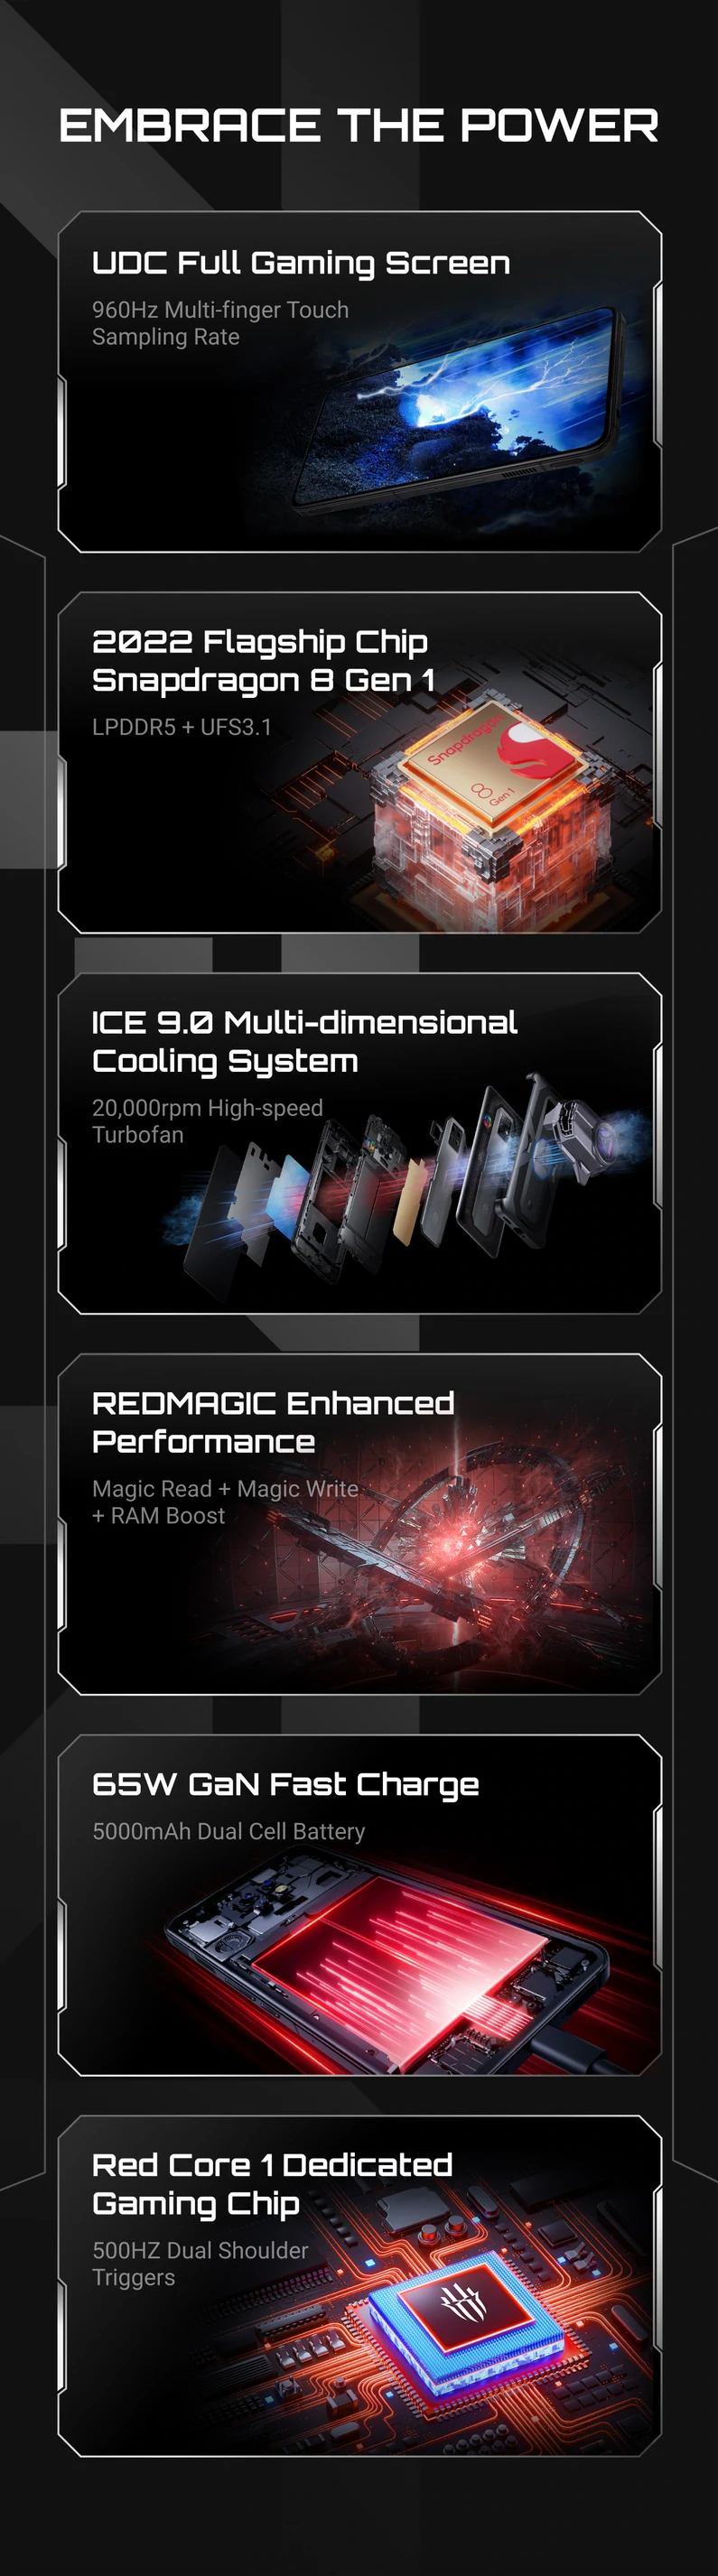 EMBRACE THE POWER
UDC Full Gaming Screen
960Hz Multi-finger Touch
Sampling Rate
2022 Flagship Chip
Snapdragon 8 Gen 1
LPDDR5 + UFS3.1
Snapdragon
8
Gen 1
ICE 9.0 Multi-dimensional
Cooling System
20,000rpm High-speed
Turbofan
REDMAGIC Enhanced
Performance
Magic Read + Magic Write
+ RAM Boost
65W GaN Fast Charge
5000mAh Dual Cell Battery
Red Core 1 Dedicated
Gaming Chip
500HZ Dual Shoulder
Triggers